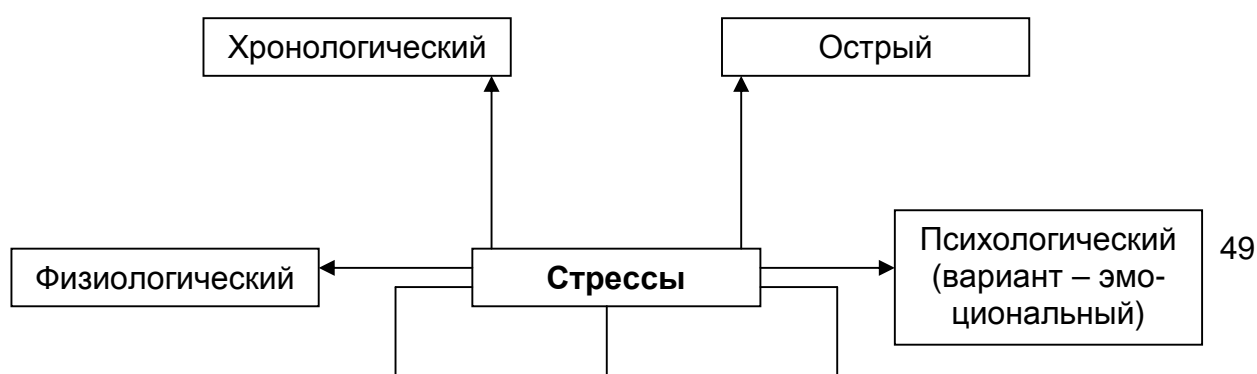 Хронологический
Острый
Физиологический
Стрессы
Психологический
(вариант – эмо-
циональный)
49